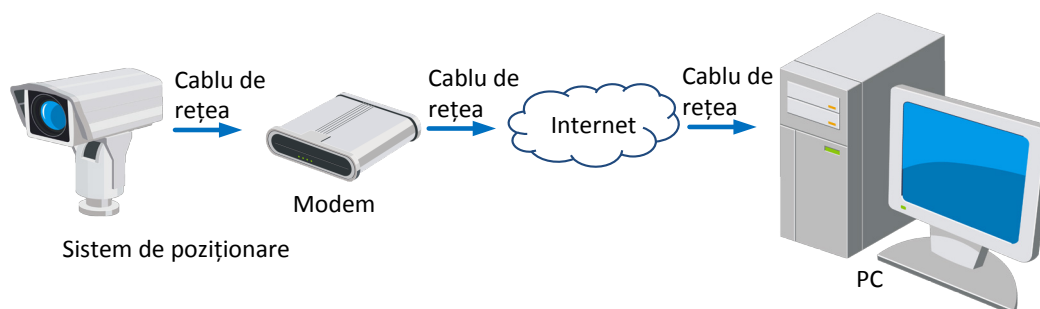 Cablu de
rețea
Cablu de
rețea
Cablu de
rețea
Internet
Modem
Sistem de poziționare
PC